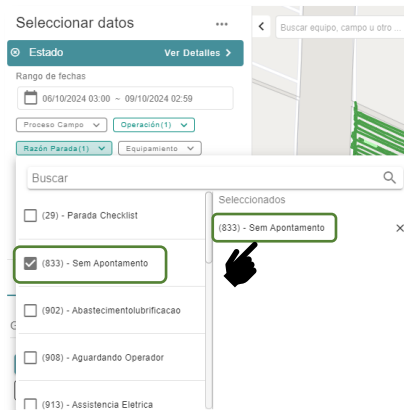 Seleccionar datos
Buscar equipo, campo u otro ...
Estado
Ver Detalles
Rango de fechas
06/10/2024 03:00 ~ 09/10/2024 02:59
Proceso Campo
Operación(1)
Razón Parada(1)
Equipamiento
Buscar
Seleccionados
(29) - Parada Checklist
(833) - Sem Apontamento
(833) - Sem Apontamento
(902) - Abastecimentolubrificacao
(908) - Aguardando Operador
(913) - Assistencia Eletrica